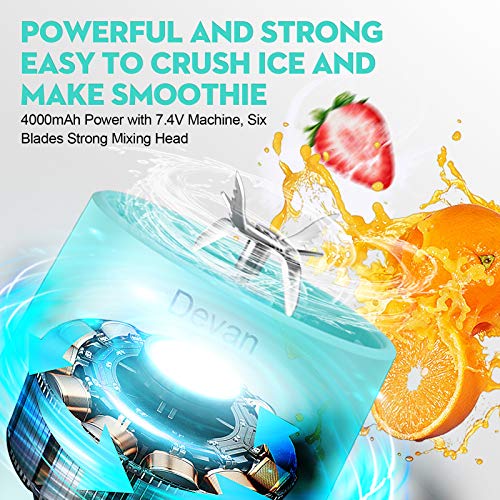 POWERFUL AND STRONG
EASY TO CRUSH ICE AND
MAKE SMOOTHIE
4000mAh Power with 7.4V Machine, Six
Blades Strong Mixing Head
Devan